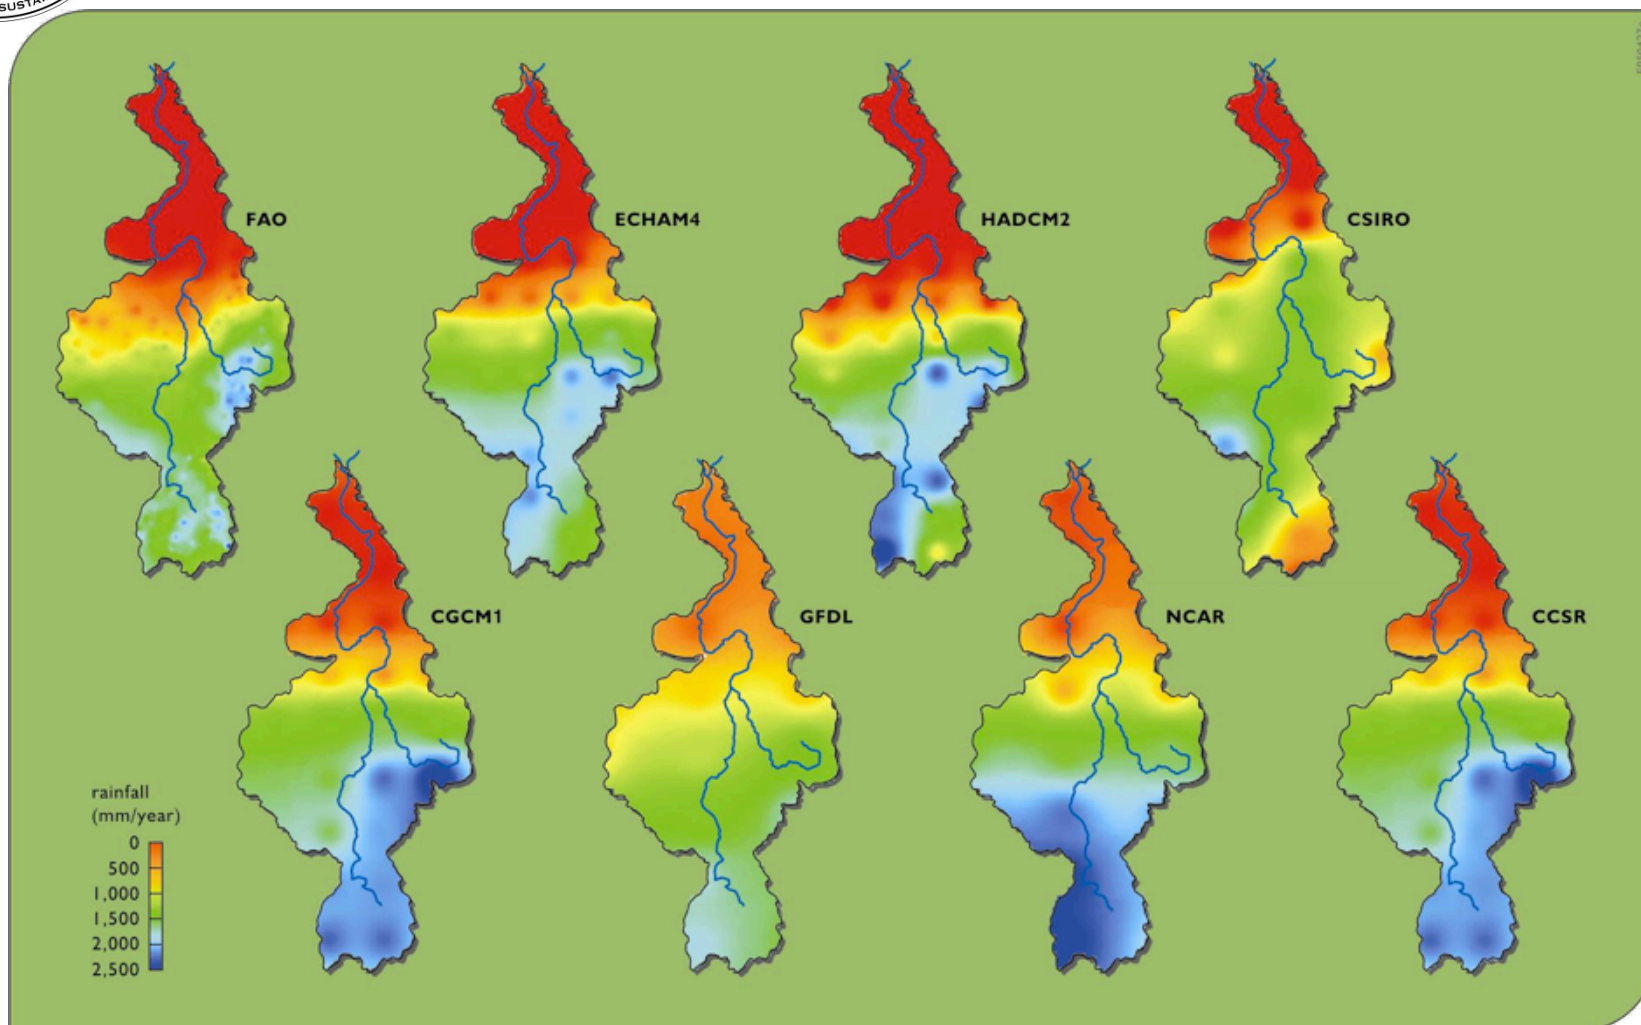 FAO
ECHAM4
HADCM2
CSIRO
CGCM1
GFDL
NCAR
CCSR
rainfall
(mm/year)
0
500
1,000
1,500
2,000
2,500